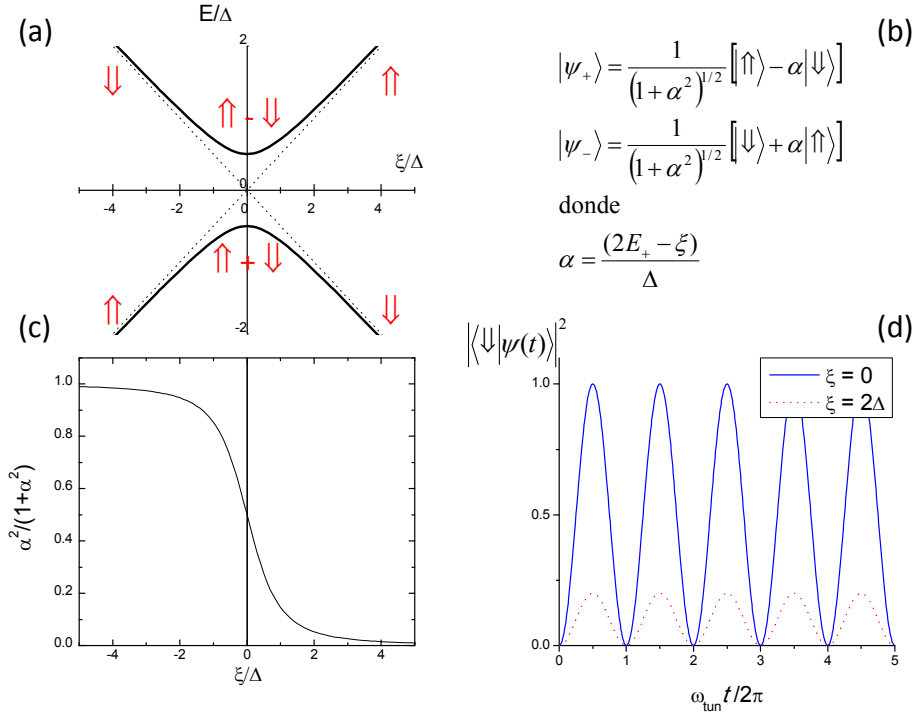 (a)
E/Δ
2
⇓
⇑
⇑ - ⇓
ξ/Δ
0
-4 -2 0 2 4
⇑ + ⇓
⇑
⇓
-2
(b)
|ψ₊⟩ = 1/(1+α²)^{1/2} [|⇑⟩ − α|⇓⟩]
|ψ₋⟩ = 1/(1+α²)^{1/2} [|⇓⟩ + α|⇑⟩]
donde
α = (2E₊ − ξ)/Δ
(c)
1.0
0.8
0.6
0.4
0.2
0.0
α²/(1+α²)
-4 -2 0 2 4
ξ/Δ
|⟨⇓|ψ(t)⟩|²
(d)
ξ = 0
ξ = 2Δ
1.0
0.5
0.0
0 1 2 3 4 5
ω_tun t/2π